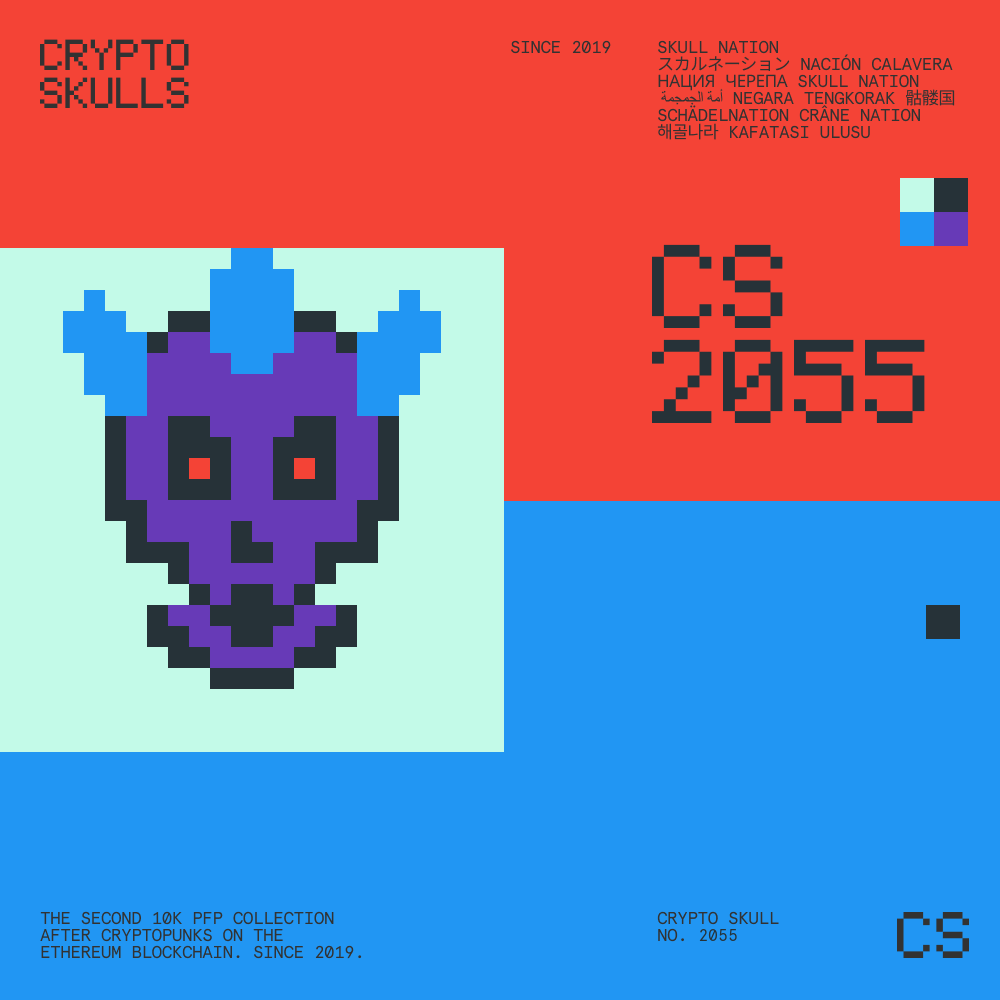 CRYPTO
SKULLS
SINCE 2019
SKULL NATION
スカルネーション NACIÓN CALAVERA
НАЦИЯ ЧЕРЕПА SKULL NATION
أمة الجمجمة NEGARA TENGKORAK 骷髅国
SCHÄDELNATION CRÂNE NATION
해골나라 KAFATASI ULUSU
CS
2055
THE SECOND 10K PFP COLLECTION
AFTER CRYPTOPUNKS ON THE
ETHEREUM BLOCKCHAIN. SINCE 2019.
CRYPTO SKULL
NO. 2055
CS